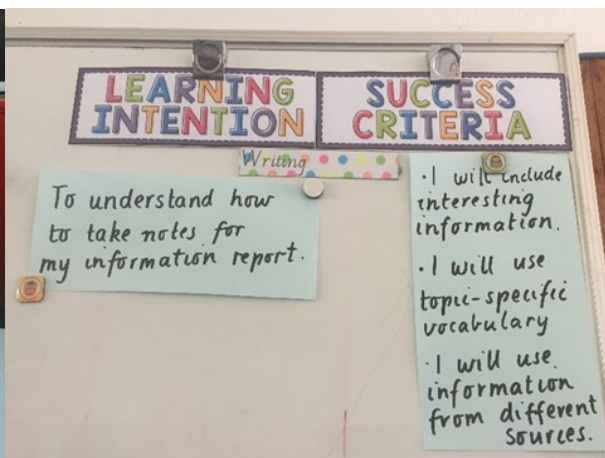 LEARNING
INTENTION
SUCCESS
CRITERIA
Writing
To understand how
to take notes for
my information report.
·I will include
interesting
information.
·I will use
topic-specific
vocabulary
·I will use
information
from different
sources.